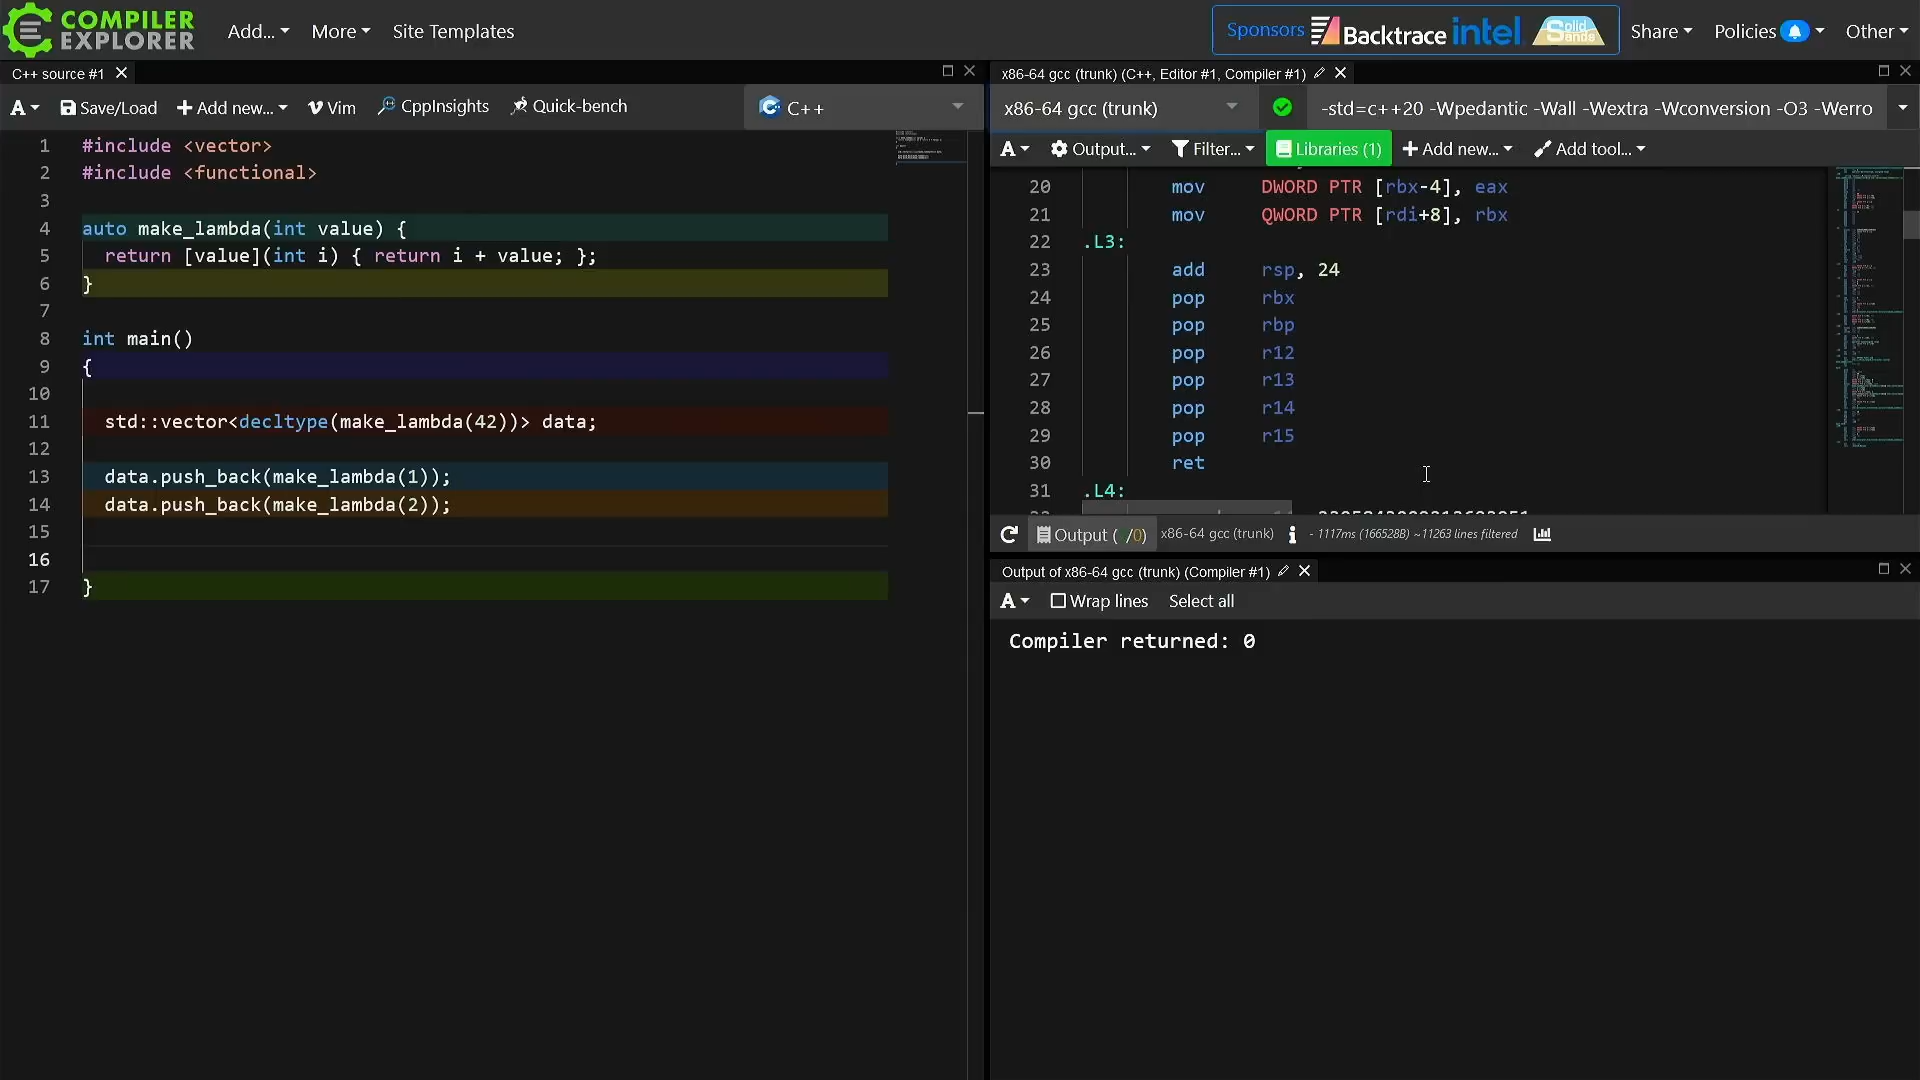 COMPILER
EXPLORER
Add...
More
Site Templates
Sponsors
Backtrace
intel
Solid Sands
Share
Policies
Other
C++ source #1
x86-64 gcc (trunk) (C++, Editor #1, Compiler #1)
A
Save/Load
Add new...
Vim
CppInsights
Quick-bench
C++
x86-64 gcc (trunk)
-std=c++20 -Wpedantic -Wall -Wextra -Wconversion -O3 -Werro
A
Output...
Filter...
Libraries (1)
Add new...
Add tool...
1 #include <vector>
2 #include <functional>
3
4 auto make_lambda(int value) {
5 return [value](int i) { return i + value; };
6 }
7
8 int main()
9 {
10
11 std::vector<decltype(make_lambda(42))> data;
12
13 data.push_back(make_lambda(1));
14 data.push_back(make_lambda(2));
15
16
17 }
20 mov DWORD PTR [rbx-4], eax
21 mov QWORD PTR [rdi+8], rbx
22 .L3:
23 add rsp, 24
24 pop rbx
25 pop rbp
26 pop r12
27 pop r13
28 pop r14
29 pop r15
30 ret
31 .L4:
Output ( /0) x86-64 gcc (trunk) i - 1117ms (166528B) ~11263 lines filtered
Output of x86-64 gcc (trunk) (Compiler #1)
A
Wrap lines
Select all
Compiler returned: 0